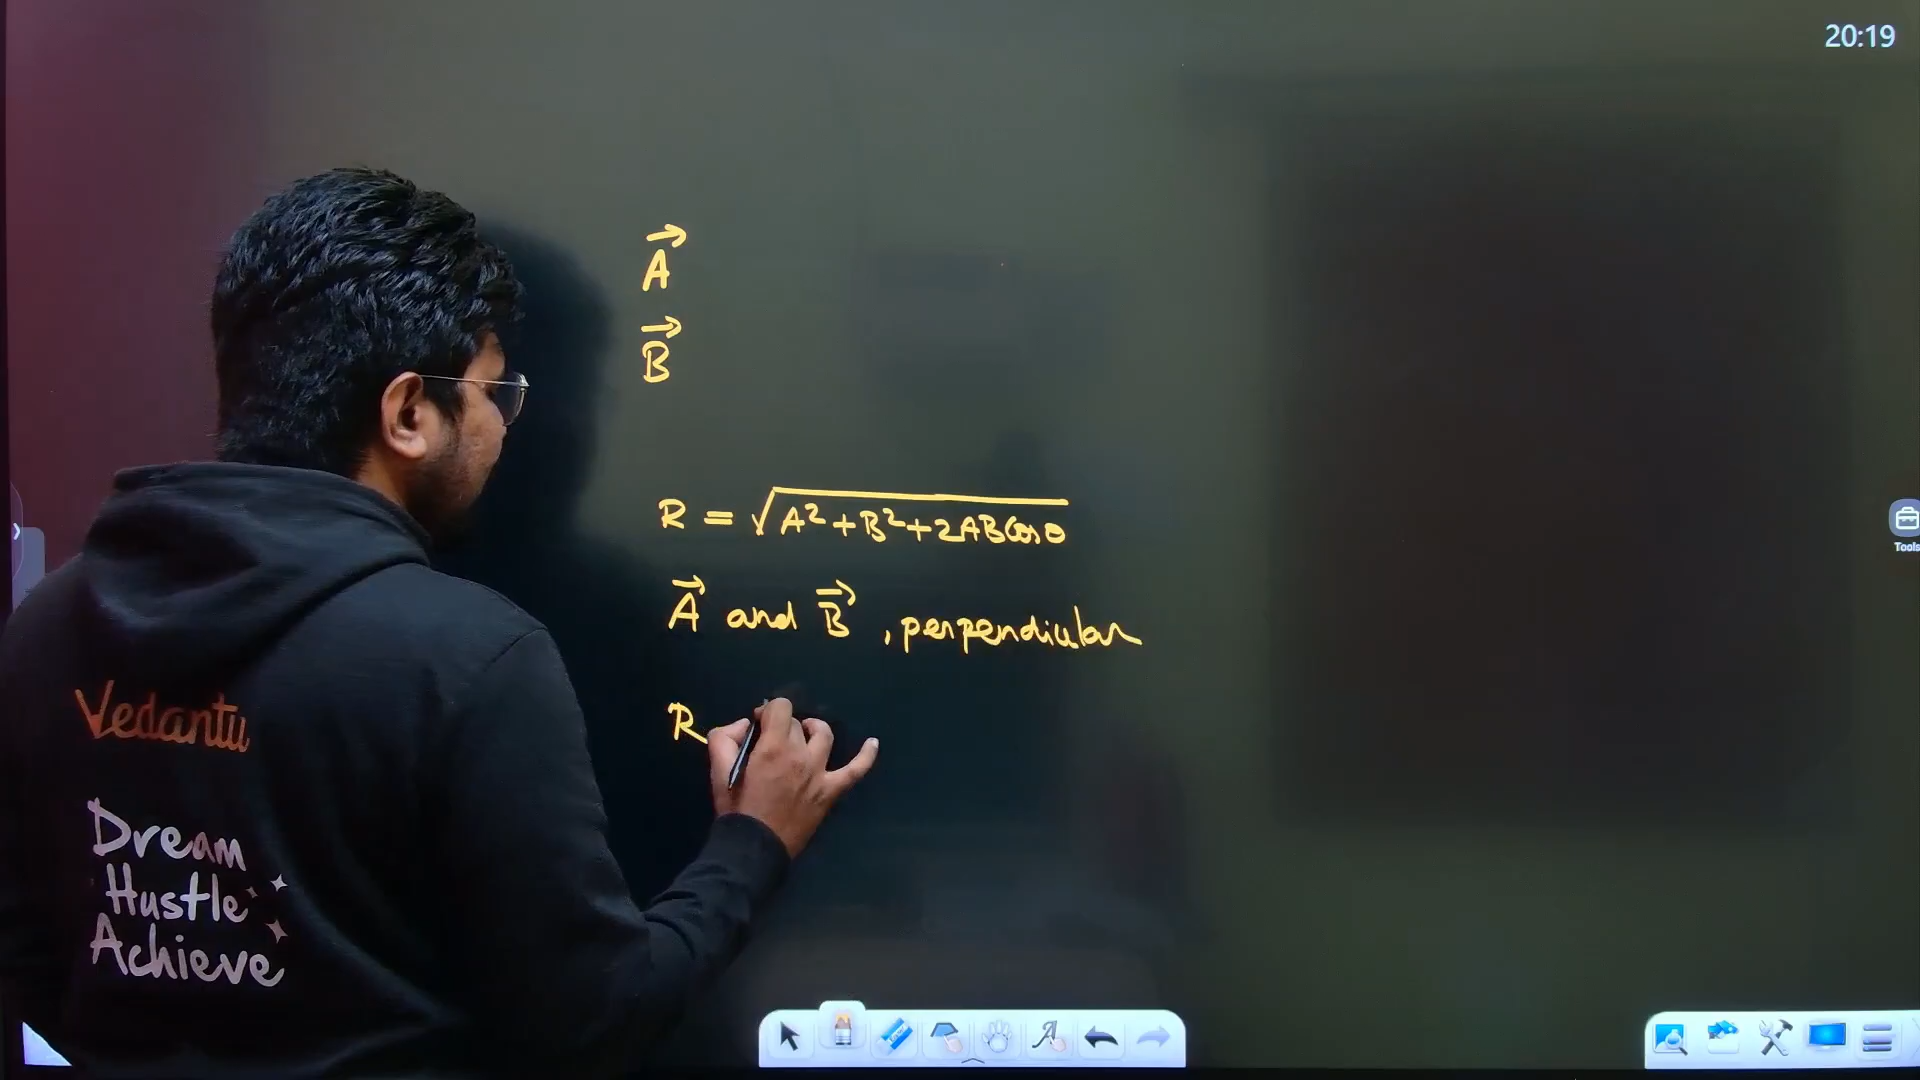 20:19
A⃗
B⃗
R = √A²+B²+2ABCosθ
A⃗ and B⃗, perpendicular
R
Vedantu
Dream
Hustle
Achieve
Tools